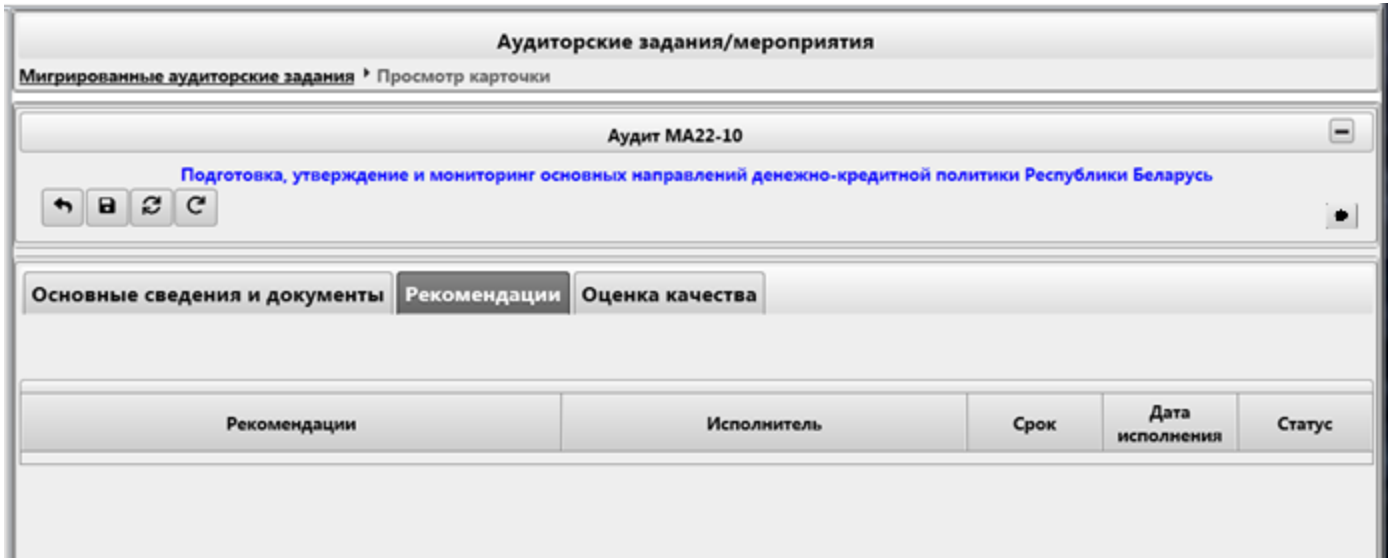 Аудиторские задания/мероприятия
Мигрированные аудиторские задания Просмотр карточки
Аудит МА22-10
Подготовка, утверждение и мониторинг основных направлений денежно-кредитной политики Республики Беларусь
Основные сведения и документы Рекомендации Оценка качества
Рекомендации Исполнитель Срок Дата исполнения Статус